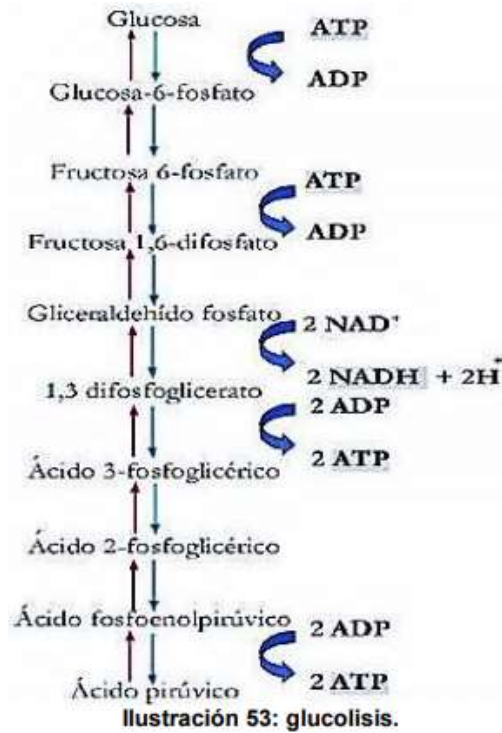 Glucosa
ATP
ADP
Glucosa-6-fosfato
Fructosa 6-fosfato
ATP
ADP
Fructosa 1,6-difosfato
Gliceraldehído fosfato
2 NAD⁺
2 NADH + 2H⁺
1,3 difosfoglicerato
2 ADP
2 ATP
Ácido 3-fosfoglicérico
Ácido 2-fosfoglicérico
Ácido fosfoenolpirúvico
2 ADP
2 ATP
Ácido pirúvico
Ilustración 53: glucolisis.